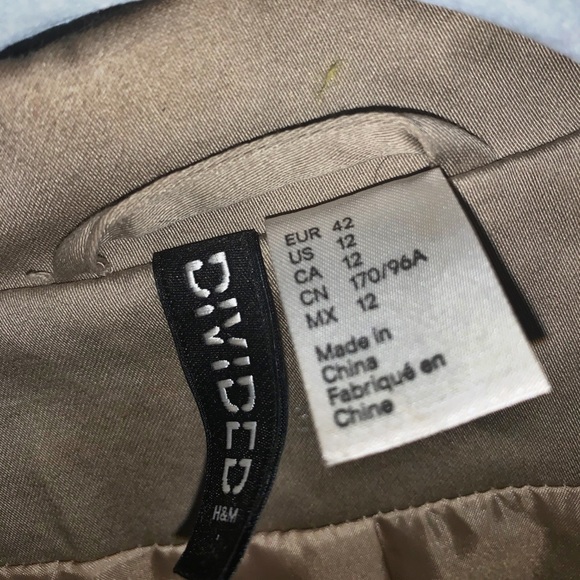 DIVIDED
H&M
EUR 42
US 12
CA 12
CN 170/96A
MX 12
Made in
China
Fabriqué en
Chine